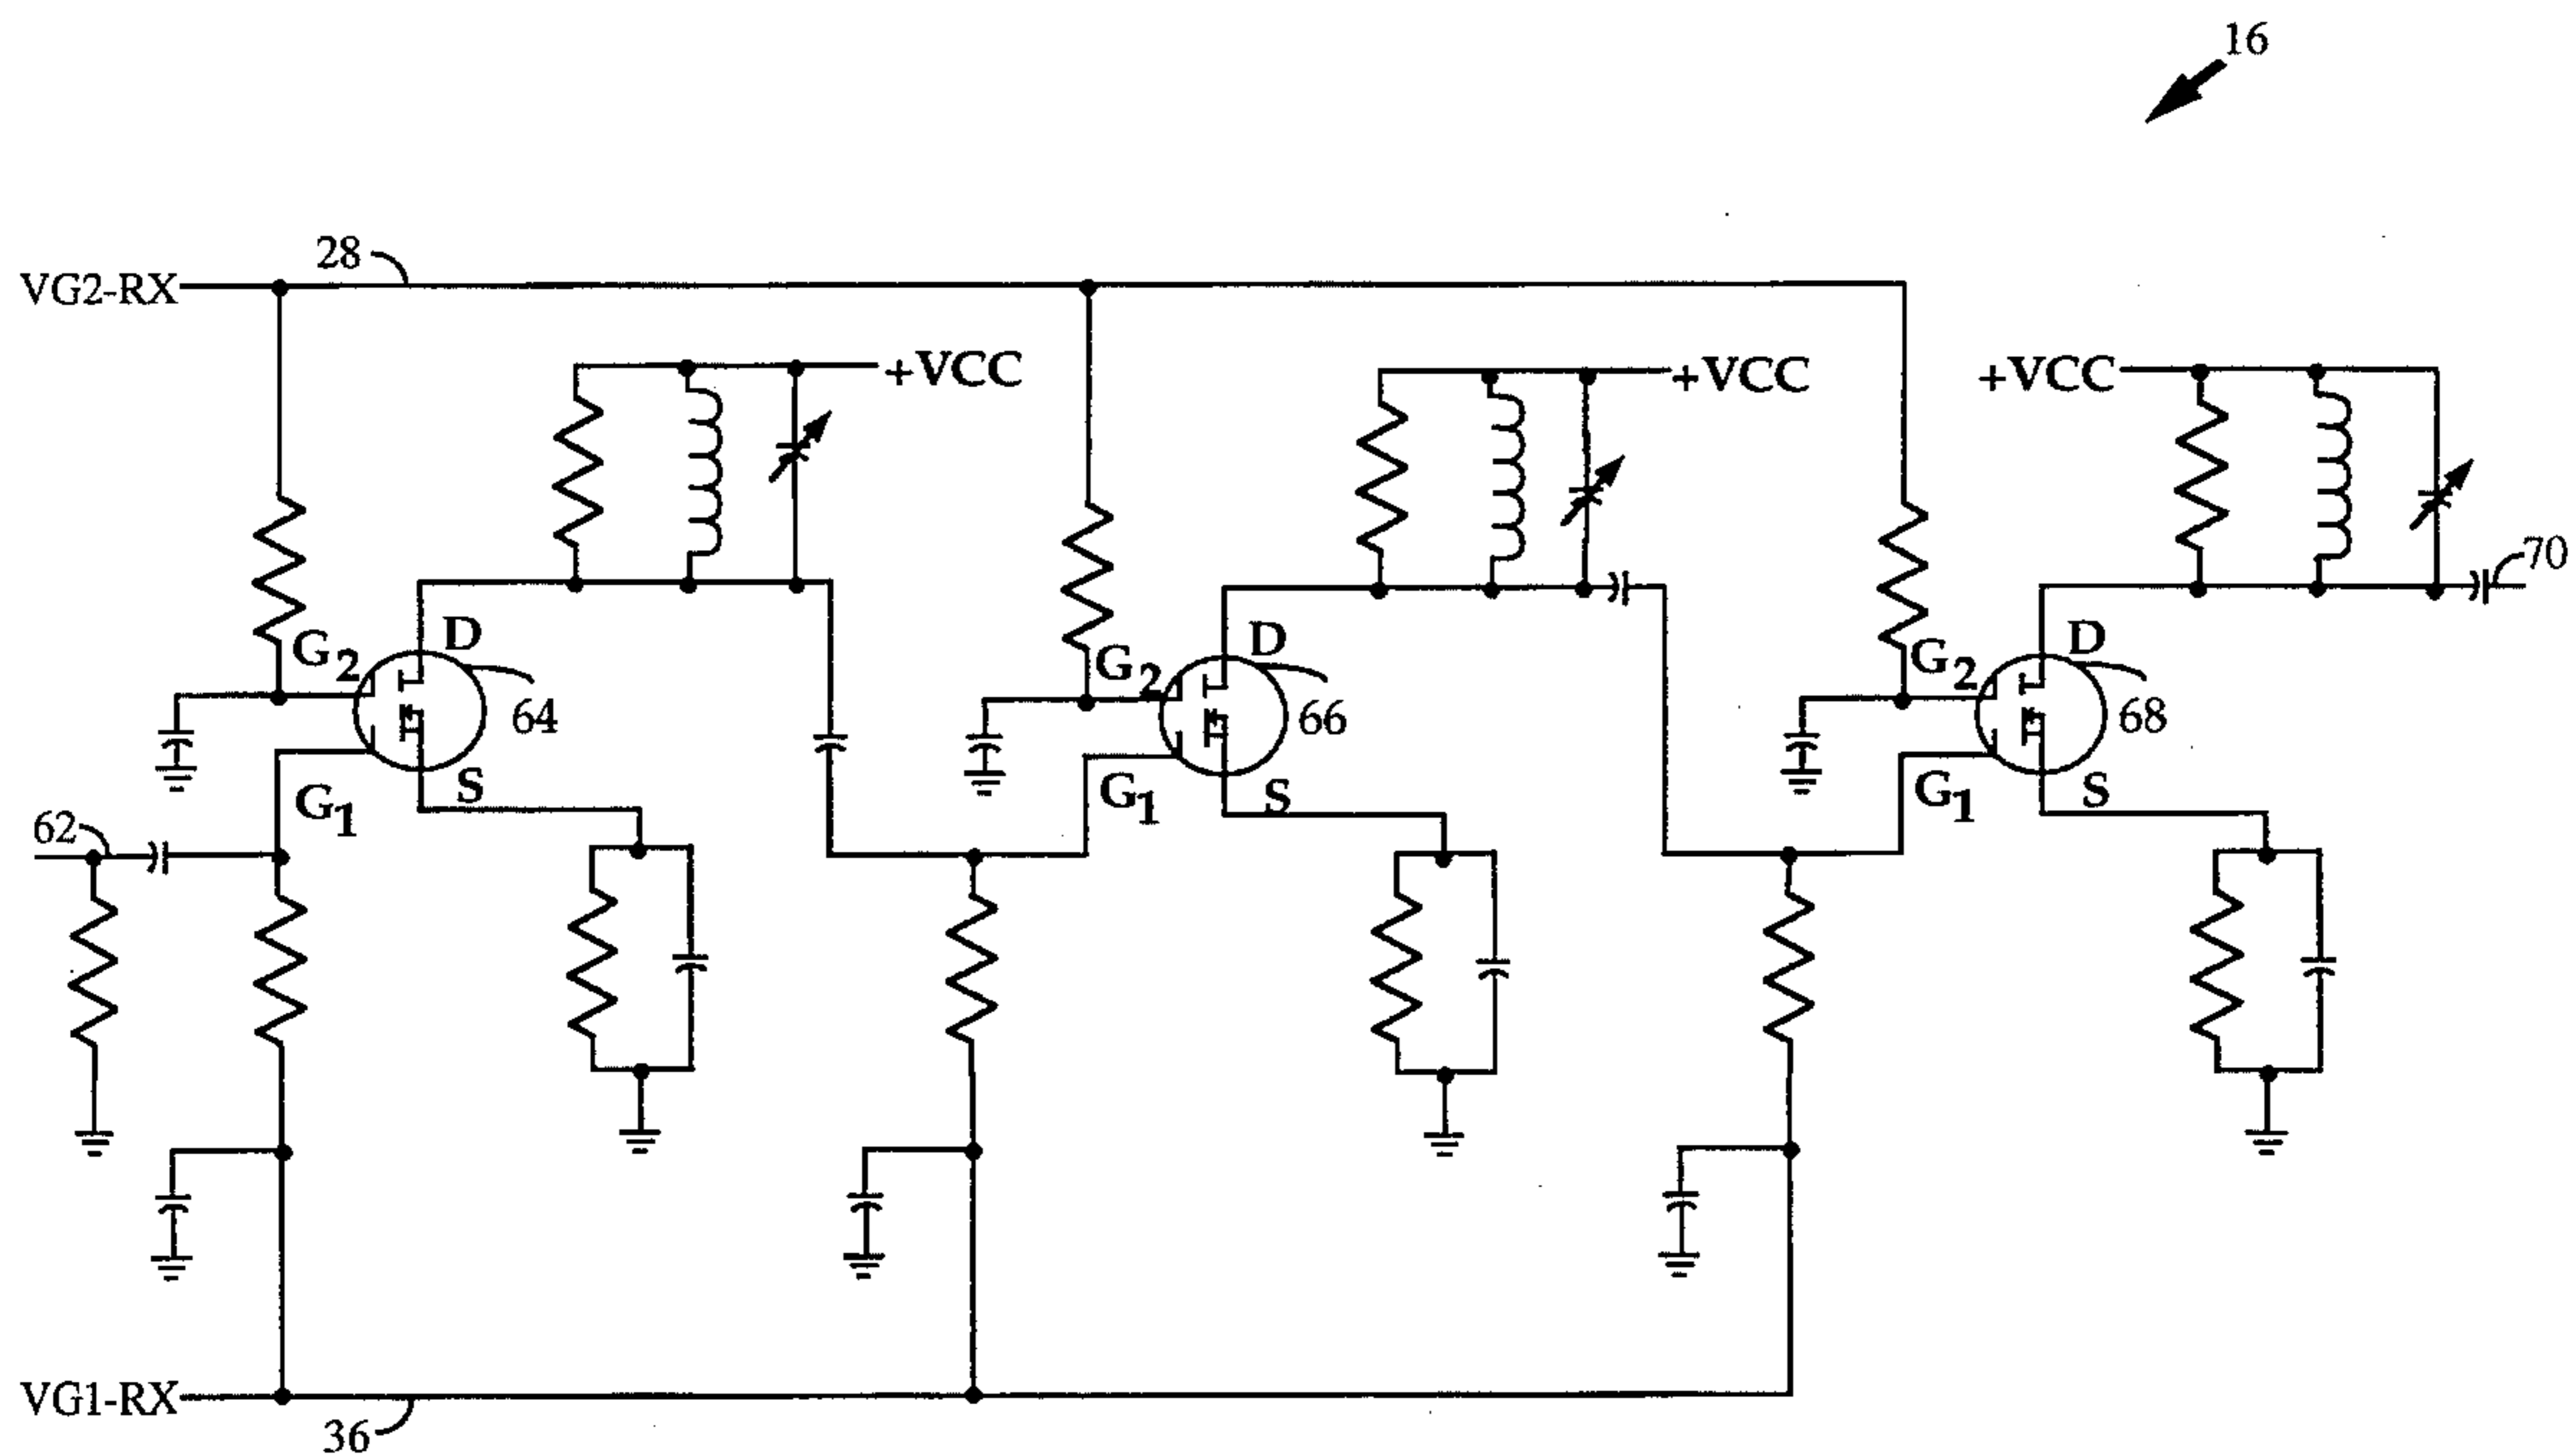 16
28
VG2-RX
+VCC
+VCC
+VCC
70
G2
D
64
G2
D
66
G2
D
68
G1
S
G1
S
G1
S
62
VG1-RX
36